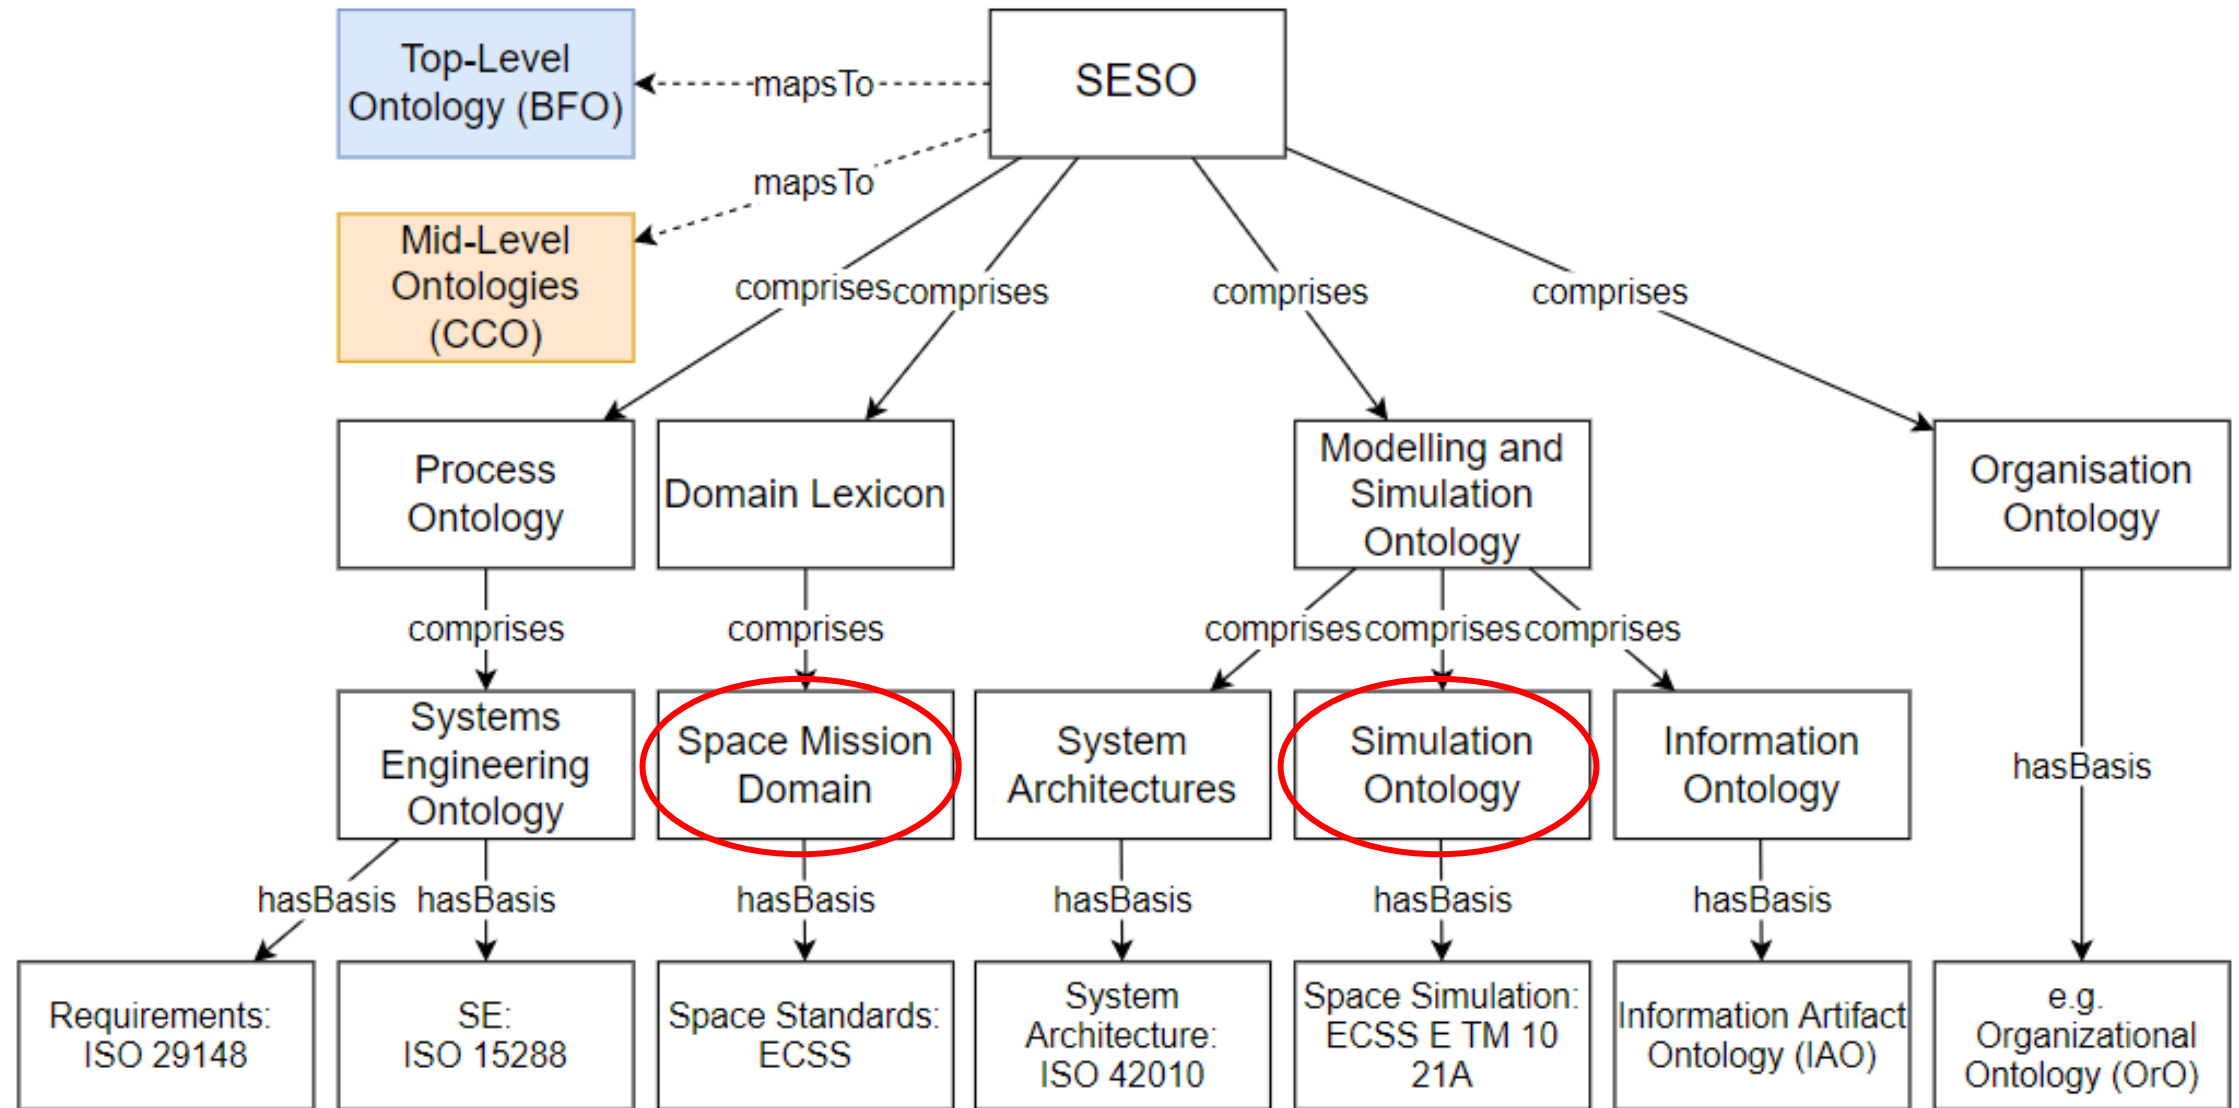 Top-Level
Ontology (BFO)
mapsTo
SESO
mapsTo
Mid-Level
Ontologies
(CCO)
comprises
comprises
comprises
comprises
Process
Ontology
Domain Lexicon
Modelling and
Simulation
Ontology
Organisation
Ontology
comprises
comprises
comprises
comprises
comprises
Systems
Engineering
Ontology
Space Mission
Domain
System
Architectures
Simulation
Ontology
Information
Ontology
hasBasis
hasBasis
hasBasis
hasBasis
hasBasis
hasBasis
hasBasis
Requirements:
ISO 29148
SE:
ISO 15288
Space Standards:
ECSS
System
Architecture:
ISO 42010
Space Simulation:
ECSS E TM 10
21A
Information Artifact
Ontology (IAO)
e.g.
Organizational
Ontology (OrO)